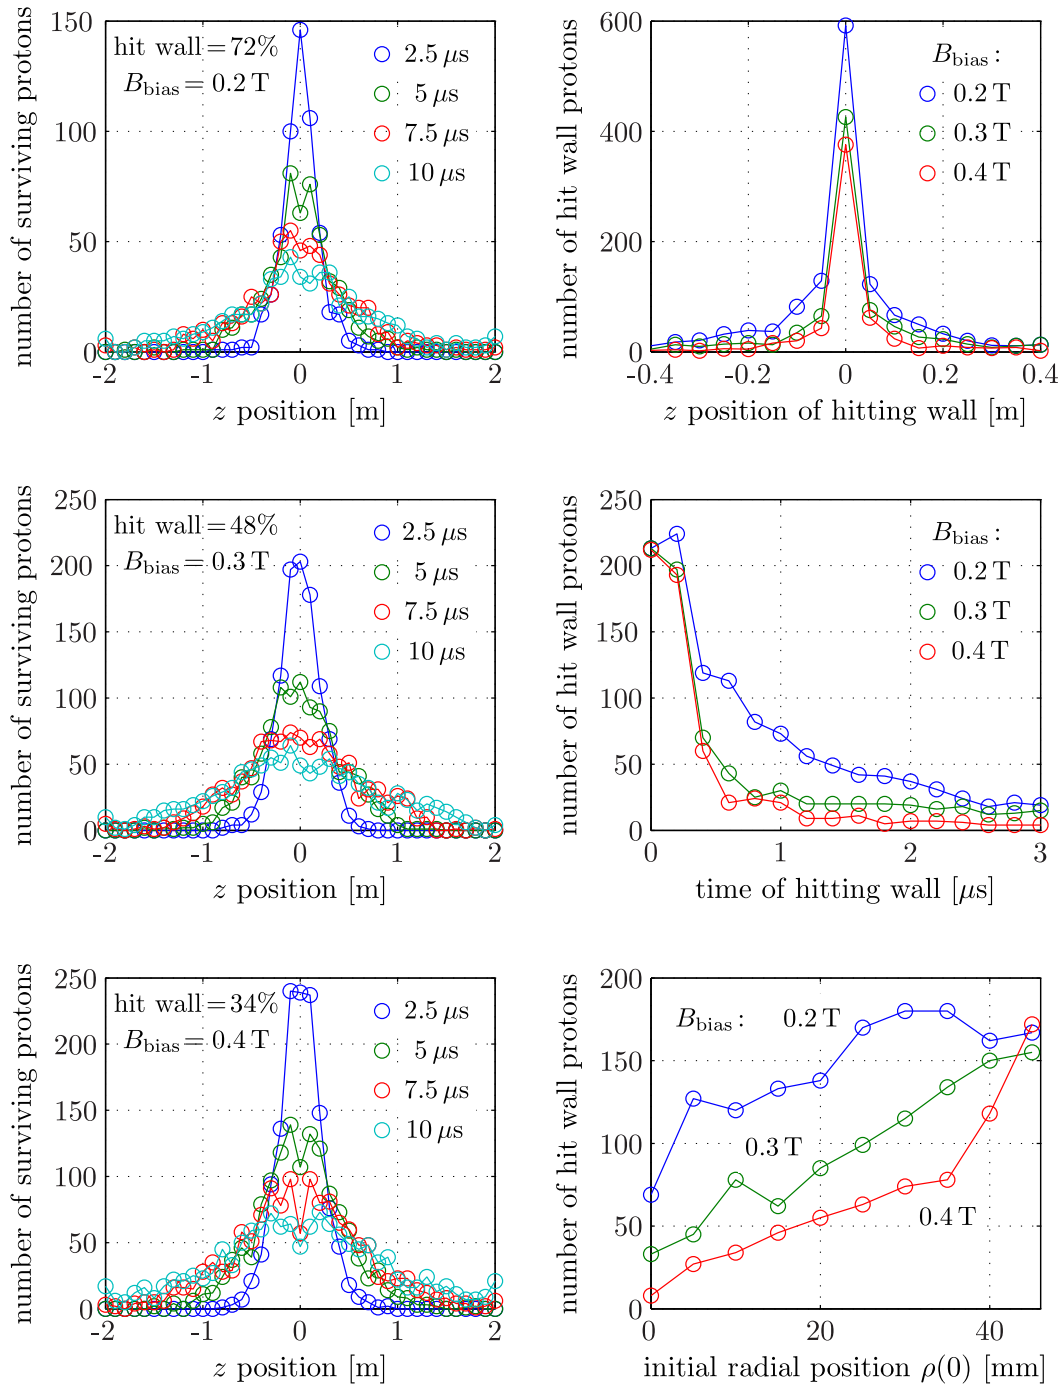 number of surviving protons
150
100
50
0
hit wall = 72%
B_bias = 0.2 T
2.5 μs
5 μs
7.5 μs
10 μs
-2 -1 0 1 2
z position [m]
number of hit wall protons
600
400
200
0
B_bias :
0.2 T
0.3 T
0.4 T
-0.4 -0.2 0 0.2 0.4
z position of hitting wall [m]
number of surviving protons
250
200
150
100
50
0
hit wall = 48%
B_bias = 0.3 T
2.5 μs
5 μs
7.5 μs
10 μs
-2 -1 0 1 2
z position [m]
number of hit wall protons
250
200
150
100
50
0
B_bias :
0.2 T
0.3 T
0.4 T
0 1 2 3
time of hitting wall [μs]
number of surviving protons
250
200
150
100
50
0
hit wall = 34%
B_bias = 0.4 T
2.5 μs
5 μs
7.5 μs
10 μs
-2 -1 0 1 2
z position [m]
number of hit wall protons
200
150
100
50
0
B_bias : 0.2 T
0.3 T
0.4 T
0 20 40
initial radial position ρ(0) [mm]